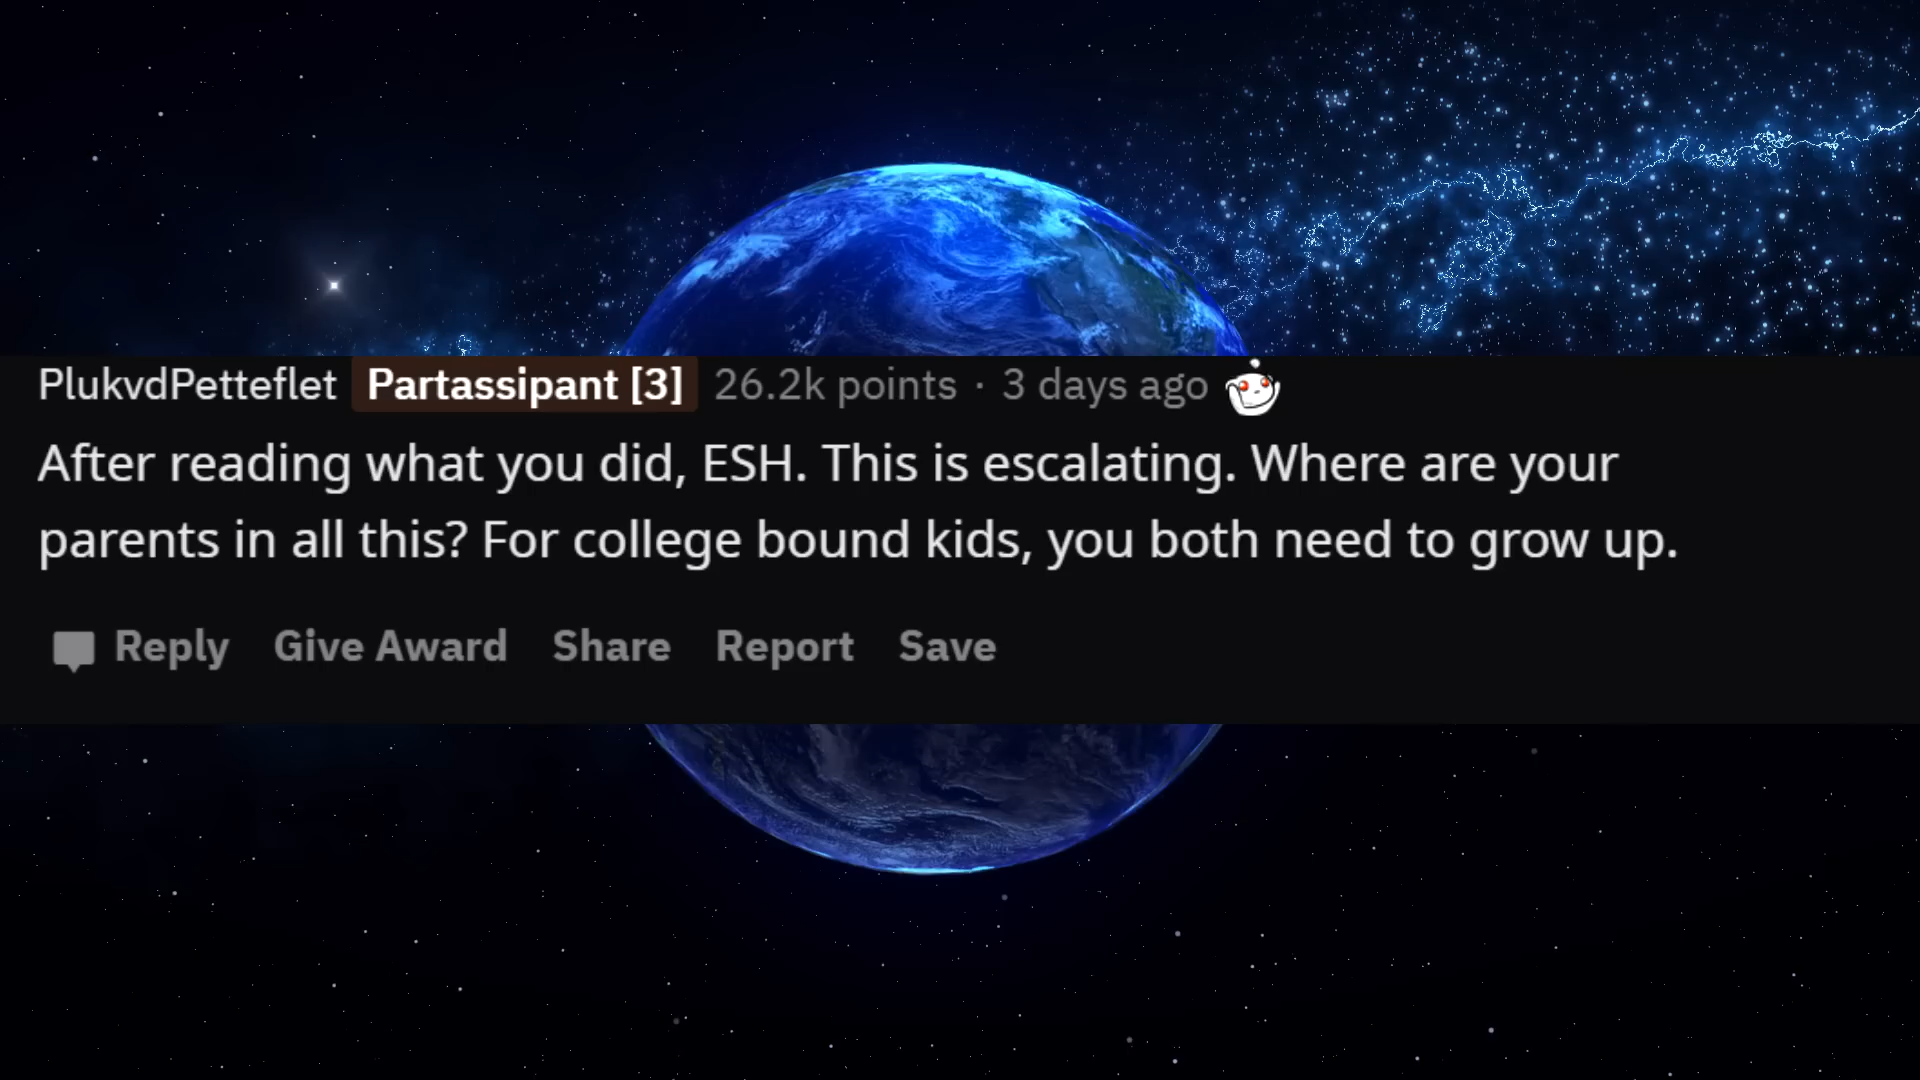 PlukvdPetteflet Partassipant [3] 26.2k points · 3 days ago
After reading what you did, ESH. This is escalating. Where are your
parents in all this? For college bound kids, you both need to grow up.
Reply Give Award Share Report Save